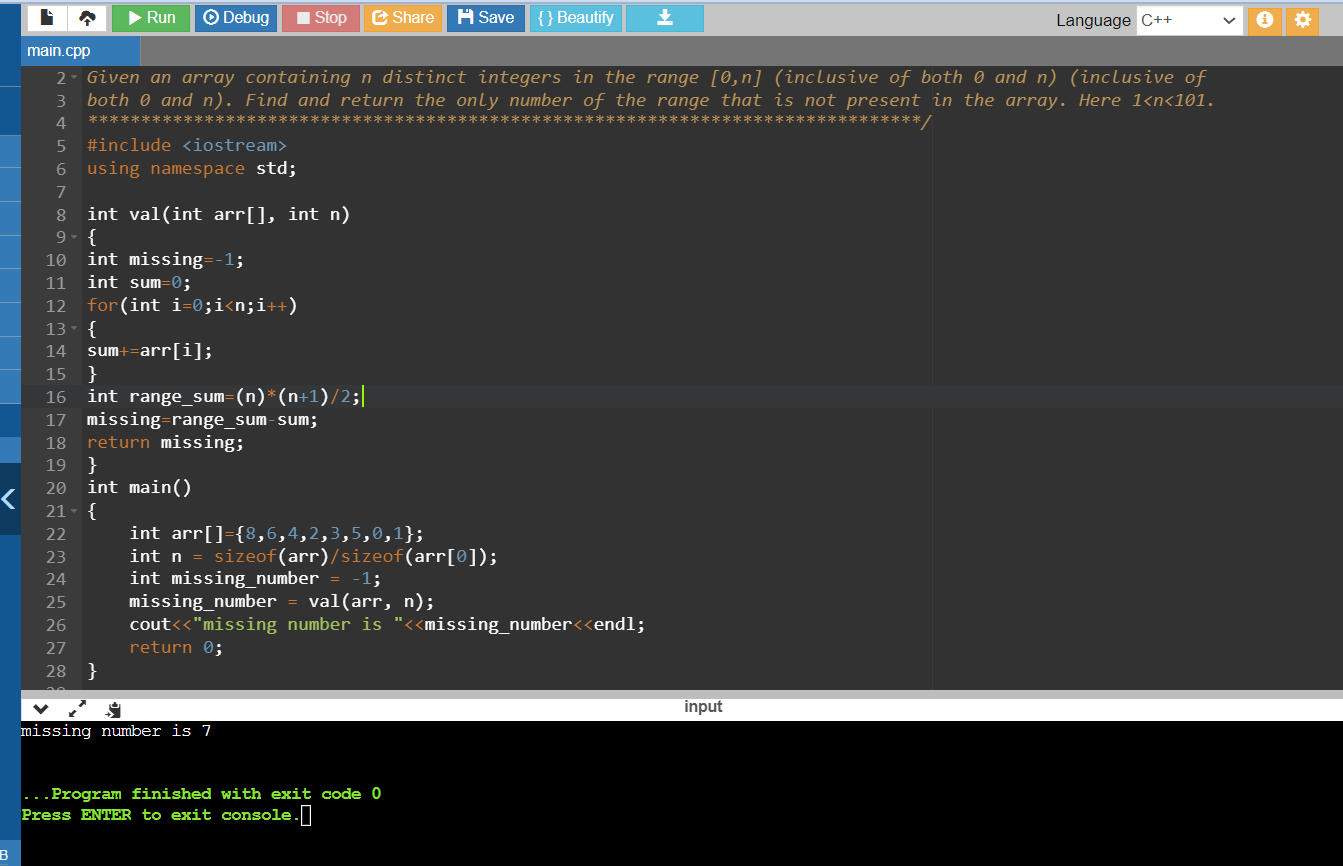 Run Debug Stop Share Save { } Beautify Language C++
main.cpp
2 Given an array containing n distinct integers in the range [0,n] (inclusive of both 0 and n) (inclusive of
3 both 0 and n). Find and return the only number of the range that is not present in the array. Here 1<n<101.
4 *******************************************************************************/
5 #include <iostream>
6 using namespace std;
7
8 int val(int arr[], int n)
9 {
10 int missing=-1;
11 int sum=0;
12 for(int i=0;i<n;i++)
13 {
14 sum+=arr[i];
15 }
16 int range_sum=(n)*(n+1)/2;
17 missing=range_sum-sum;
18 return missing;
19 }
20 int main()
21 {
22     int arr[]={8,6,4,2,3,5,0,1};
23     int n = sizeof(arr)/sizeof(arr[0]);
24     int missing_number = -1;
25     missing_number = val(arr, n);
26     cout<<"missing number is "<<missing_number<<endl;
27     return 0;
28 }
input
missing number is 7
...Program finished with exit code 0
Press ENTER to exit console.
B